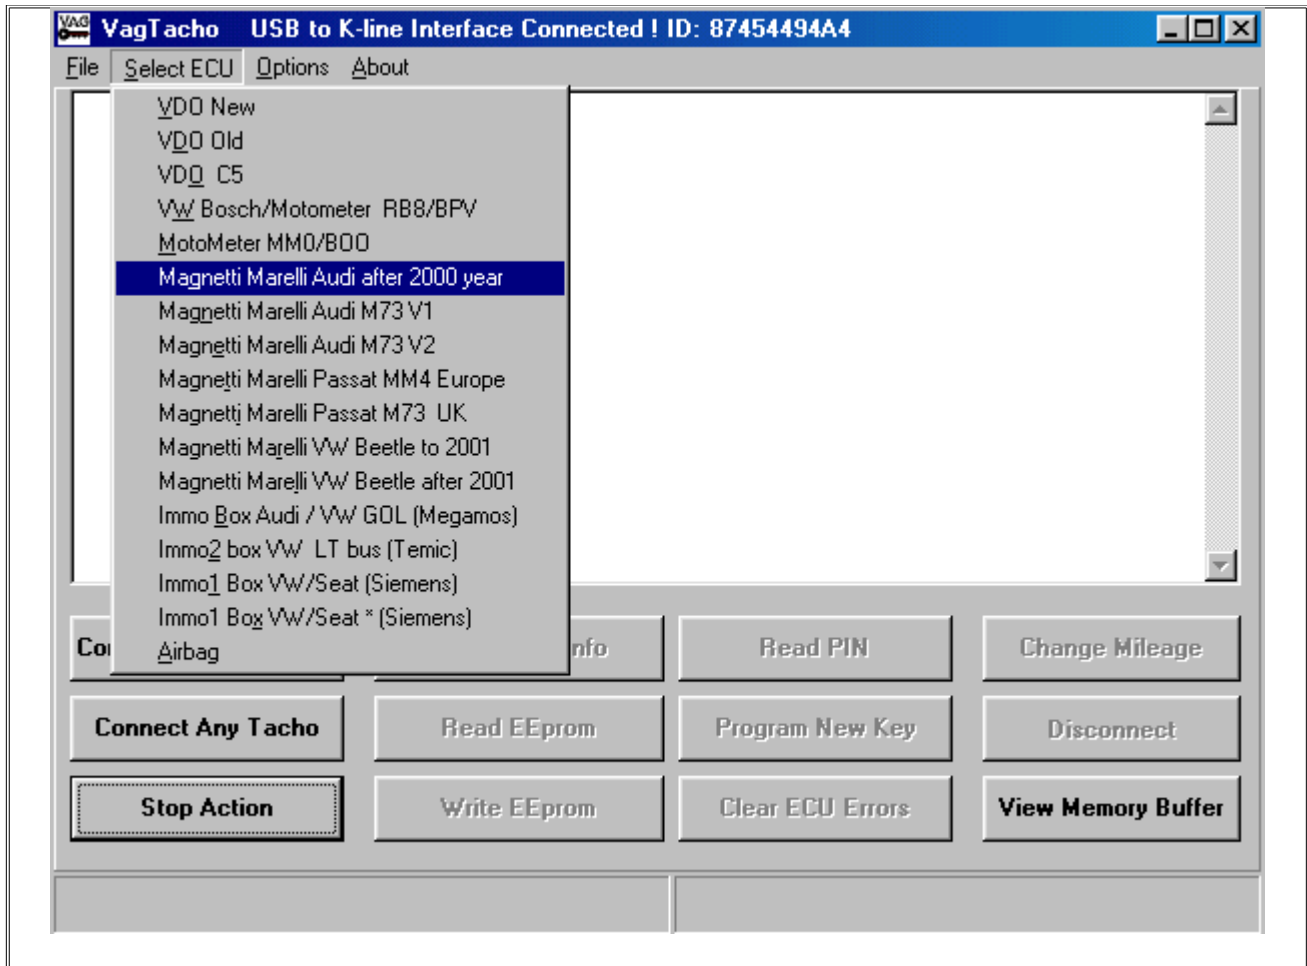 VAG VagTacho USB to K-line Interface Connected ! ID: 87454494A4
File Select ECU Options About
VDO New
VDO Old
VDO C5
VW Bosch/Motometer RB8/BPV
MotoMeter MM0/BOO
Magnetti Marelli Audi after 2000 year
Magnetti Marelli Audi M73 V1
Magnetti Marelli Audi M73 V2
Magnetti Marelli Passat MM4 Europe
Magnetti Marelli Passat M73 UK
Magnetti Marelli VW Beetle to 2001
Magnetti Marelli VW Beetle after 2001
Immo Box Audi / VW GOL (Megamos)
Immo2 box VW LT bus (Temic)
Immo1 Box VW/Seat (Siemens)
Immo1 Box VW/Seat * (Siemens)
Airbag
Read PIN Change Mileage
Connect Any Tacho Read EEprom Program New Key Disconnect
Stop Action Write EEprom Clear ECU Errors View Memory Buffer